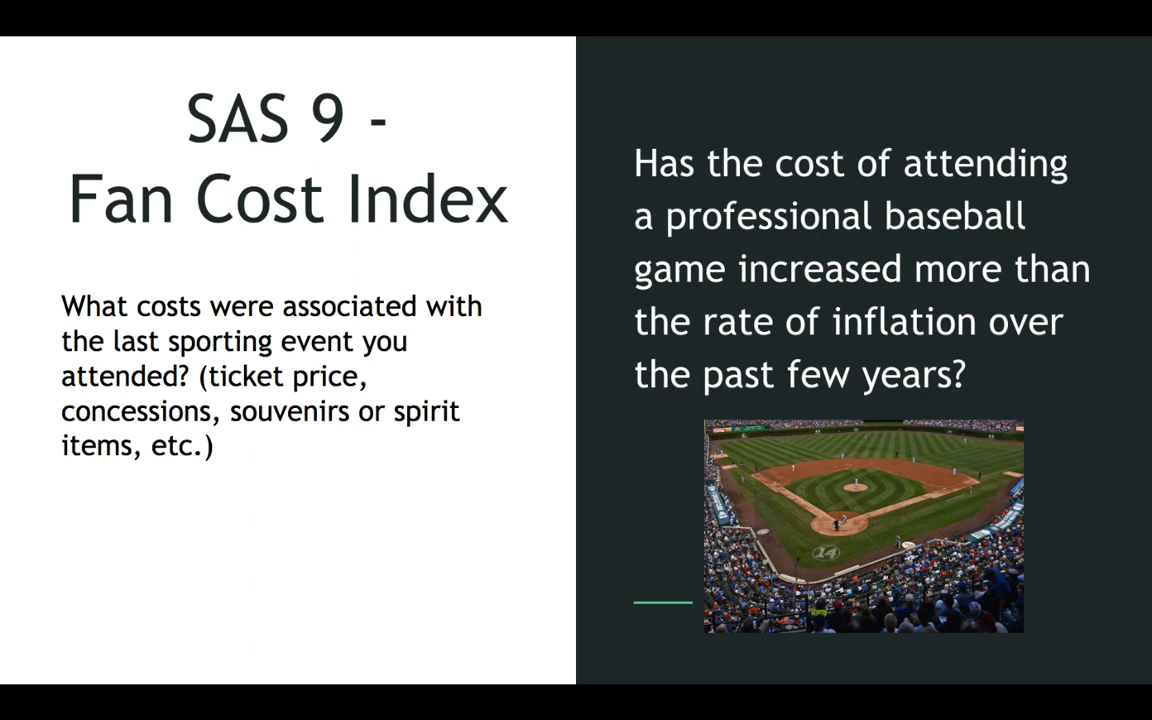 SAS 9 -
Fan Cost Index
What costs were associated with
the last sporting event you
attended? (ticket price,
concessions, souvenirs or spirit
items, etc.)
Has the cost of attending
a professional baseball
game increased more than
the rate of inflation over
the past few years?
14